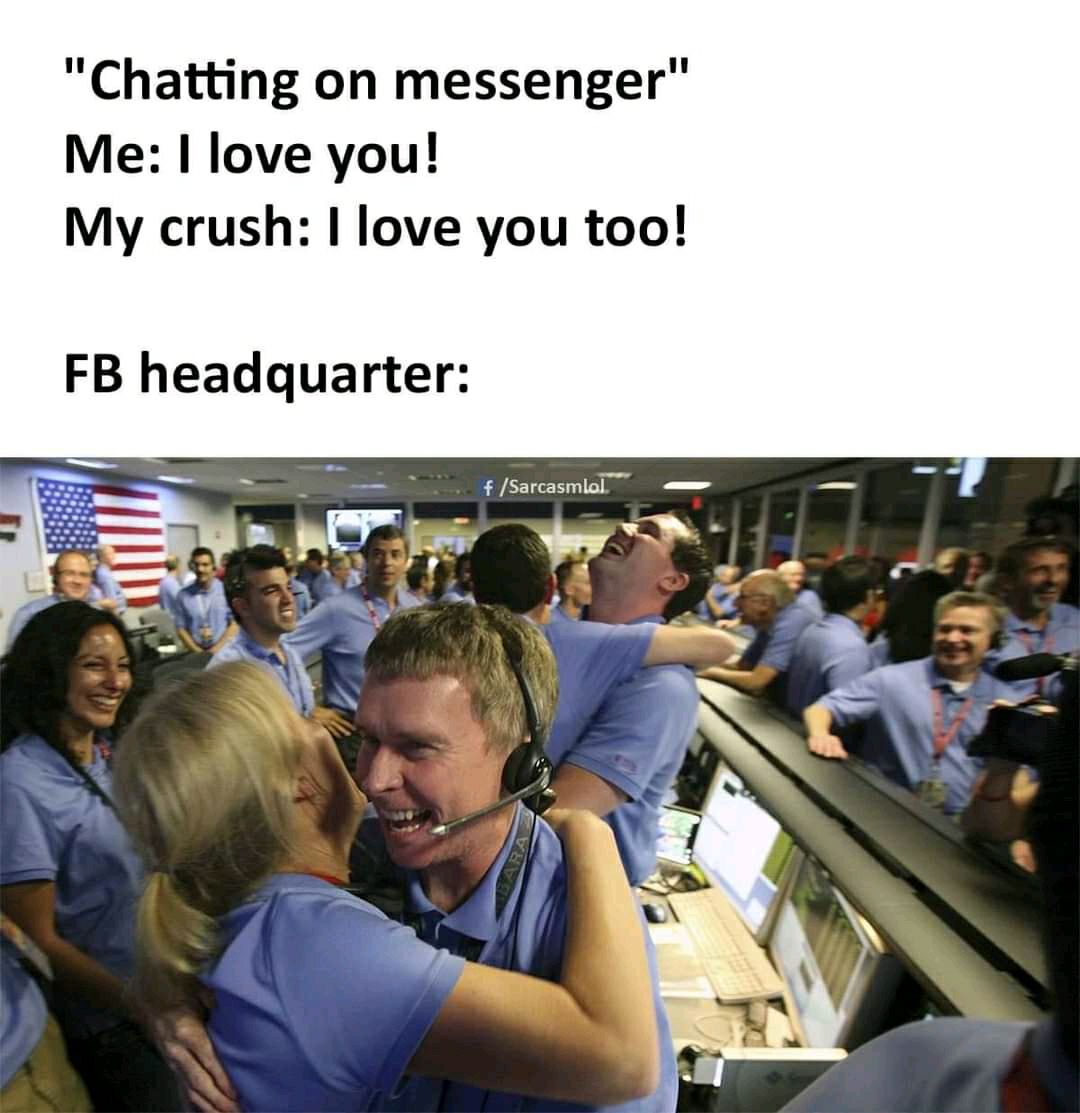 "Chatting on messenger"
Me: I love you!
My crush: I love you too!
FB headquarter:
f /Sarcasmlol